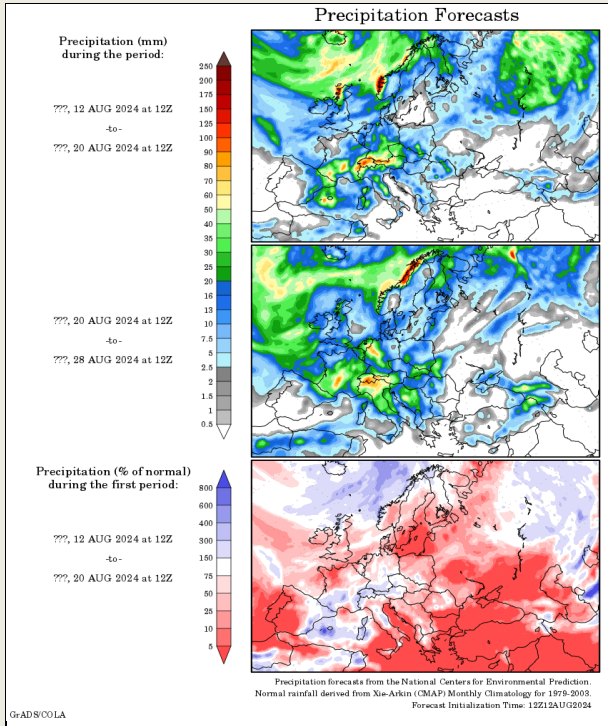 Precipitation Forecasts
Precipitation (mm)
during the period:
???, 12 AUG 2024 at 12Z
-to-
???, 20 AUG 2024 at 12Z
250
200
175
150
125
100
90
80
70
60
50
40
35
30
25
20
16
13
10
7.5
5
2.5
2
1.5
1
0.5
???, 20 AUG 2024 at 12Z
-to-
???, 28 AUG 2024 at 12Z
Precipitation (% of normal)
during the first period:
???, 12 AUG 2024 at 12Z
-to-
???, 20 AUG 2024 at 12Z
800
600
400
300
150
75
50
25
10
5
Precipitation forecasts from the National Centers for Environmental Prediction.
Normal rainfall derived from Xie-Arkin (CMAP) Monthly Climatology for 1979-2003.
Forecast Initialization Time: 12Z12AUG2024
GrADS/COLA